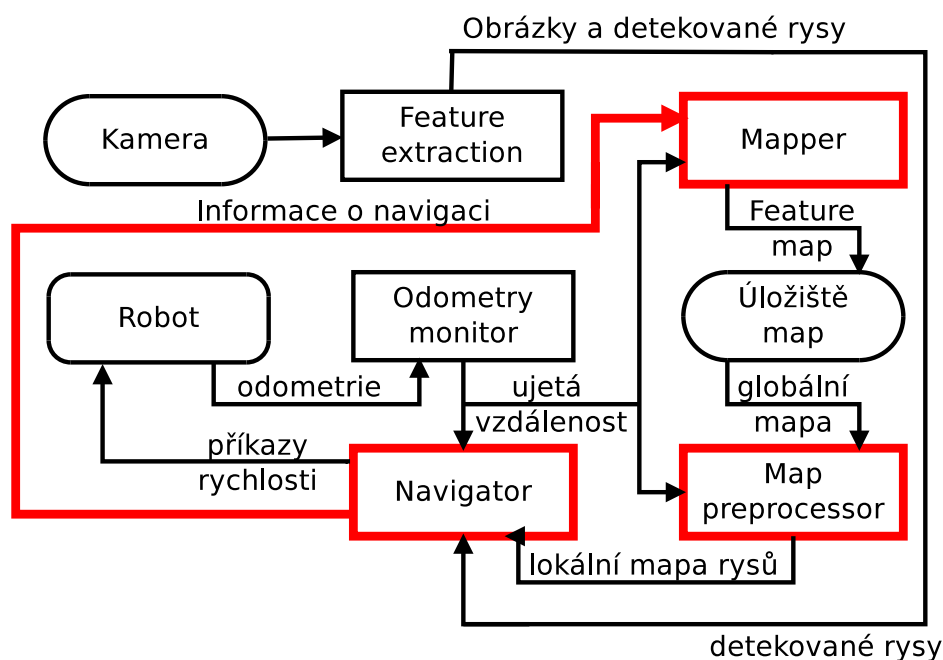 Obrázky a detekované rysy
Kamera
Feature
extraction
Mapper
Informace o navigaci
Feature
map
Robot
Odometry
monitor
Úložiště
map
odometrie
ujetá
vzdálenost
globální
mapa
příkazy
rychlosti
Navigator
Map
preprocessor
lokální mapa rysů
detekované rysy